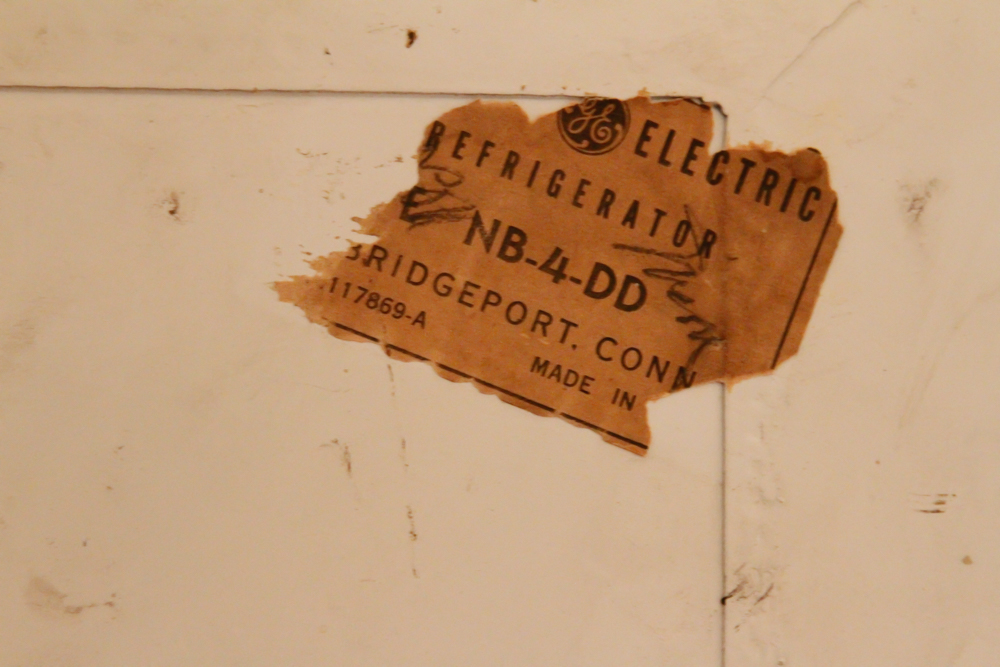 GE ELECTRIC
REFRIGERATOR
E NB-4-DD
BRIDGEPORT, CONN
117869-A
MADE IN